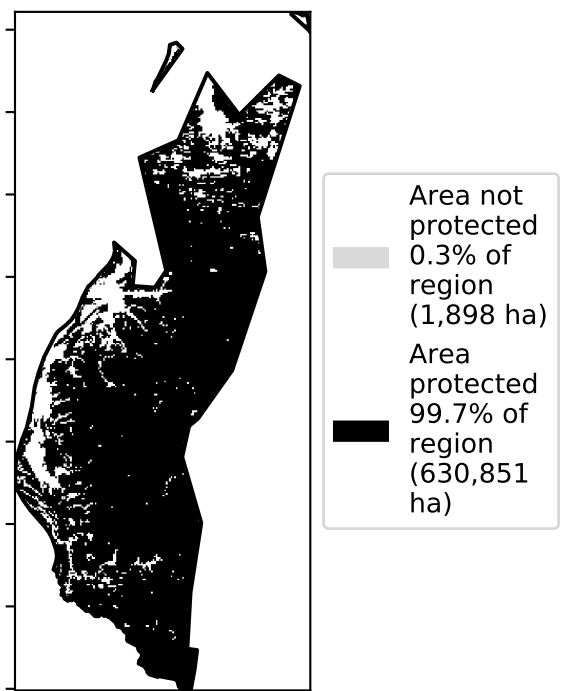 Area not
protected
0.3% of
region
(1,898 ha)
Area
protected
99.7% of
region
(630,851
ha)